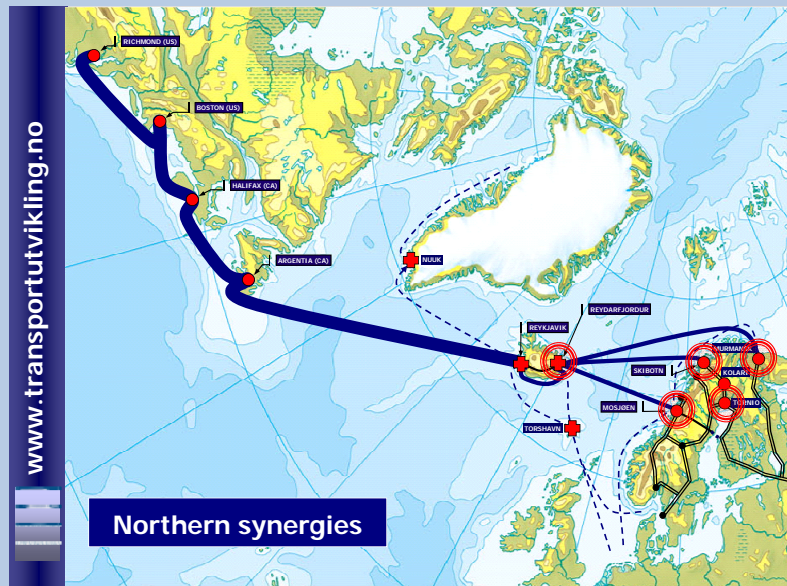 www.transportutvikling.no
RICHMOND (US)
BOSTON (US)
HALIFAX (CA)
ARGENTIA (CA)
NUUK
REYDARFJORDUR
REYKJAVIK
MURMANSK
SKIBOTN
KOLARI
TORNIO
MOSJØEN
TORSHAVN
Northern synergies